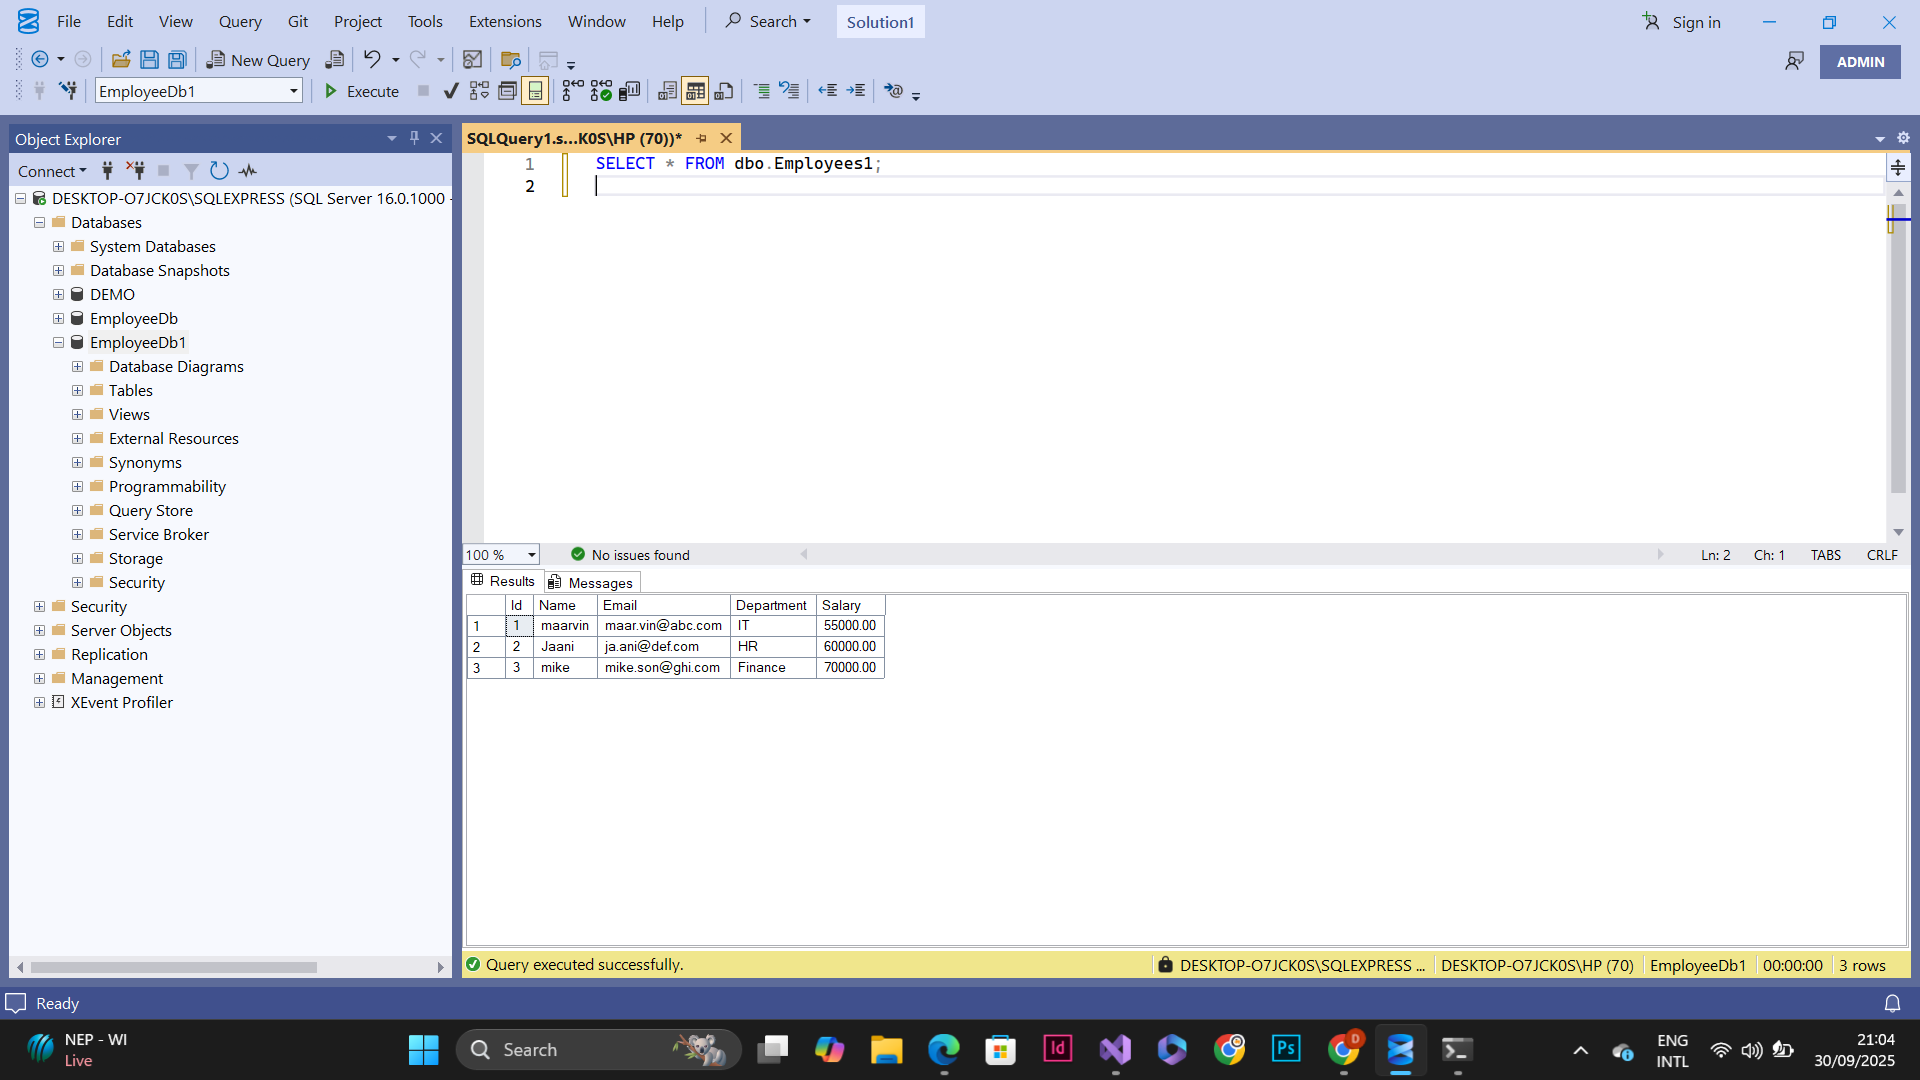 File Edit View Query Git Project Tools Extensions Window Help Search Solution1 Sign in
New Query ADMIN
EmployeeDb1 Execute
Object Explorer
Connect
DESKTOP-O7JCK0S\SQLEXPRESS (SQL Server 16.0.1000 -
Databases
System Databases
Database Snapshots
DEMO
EmployeeDb
EmployeeDb1
Database Diagrams
Tables
Views
External Resources
Synonyms
Programmability
Query Store
Service Broker
Storage
Security
Security
Server Objects
Replication
Management
XEvent Profiler
SQLQuery1.s...K0S\HP (70))*
1 SELECT * FROM dbo.Employees1;
2
100 % No issues found Ln: 2 Ch: 1 TABS CRLF
Results Messages
Id Name Email Department Salary
1 1 maarvin maar.vin@abc.com IT 55000.00
2 2 Jaani ja.ani@def.com HR 60000.00
3 3 mike mike.son@ghi.com Finance 70000.00
Query executed successfully. DESKTOP-O7JCK0S\SQLEXPRESS ... DESKTOP-O7JCK0S\HP (70) EmployeeDb1 00:00:00 3 rows
Ready
NEP - WI
Live
Search
Id
Ps
D
ENG
INTL
21:04
30/09/2025